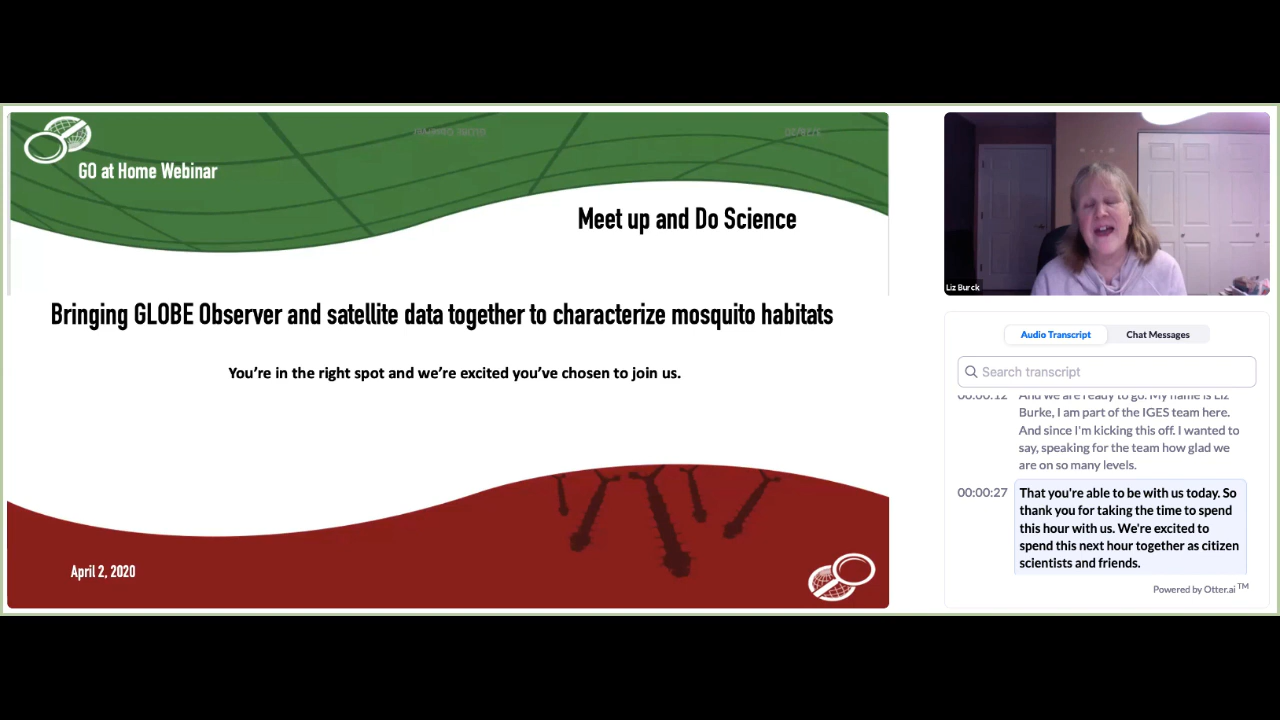 GO at Home Webinar
Meet up and Do Science
Bringing GLOBE Observer and satellite data together to characterize mosquito habitats
You're in the right spot and we're excited you've chosen to join us.
April 2, 2020
Liz Burck
Audio Transcript
Chat Messages
Search transcript
00:00:12
And we are ready to go. My name is Liz
Burke, I am part of the IGES team here.
And since I'm kicking this off. I wanted to
say, speaking for the team how glad we
are on so many levels.
00:00:27
That you're able to be with us today. So
thank you for taking the time to spend
this hour with us. We're excited to
spend this next hour together as citizen
scientists and friends.
Powered by Otter.ai TM